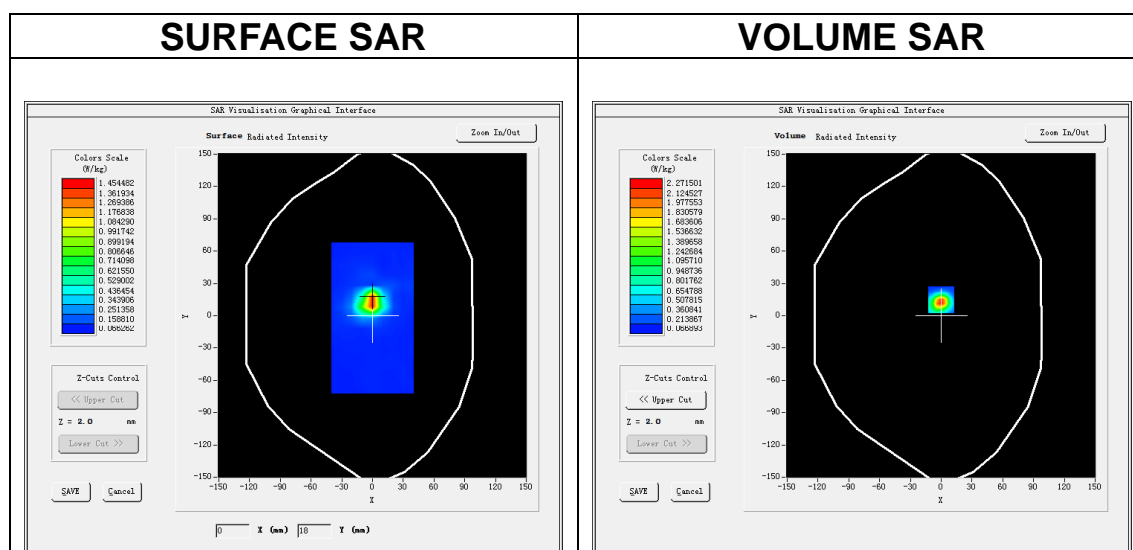 SURFACE SAR
VOLUME SAR
SAR Visualisation Graphical Interface
Surface Radiated Intensity
Zoom In/Out
Colors Scale
(W/kg)
1.454482
1.361934
1.269386
1.176838
1.084290
0.991742
0.899194
0.806646
0.714098
0.621550
0.529002
0.436454
0.343906
0.251358
0.158810
0.066262
150
120
90
60
30
0
-30
-60
-90
-120
-150
Y
-150 -120 -90 -60 -30 0 30 60 90 120 150
X
Z-Cuts Control
<< Upper Cut
Z = 2.0 mm
Lower Cut >>
SAVE Cancel
0 X (mm) 18 Y (mm)
SAR Visualisation Graphical Interface
Volume Radiated Intensity
Zoom In/Out
Colors Scale
(W/kg)
2.271501
2.124527
1.977553
1.830579
1.683606
1.536632
1.389658
1.242684
1.095710
0.948736
0.801762
0.654788
0.507815
0.360841
0.213867
0.066893
150
120
90
60
30
0
-30
-60
-90
-120
-150
Y
-150 -120 -90 -60 -30 0 30 60 90 120 150
X
Z-Cuts Control
<< Upper Cut
Z = 2.0 mm
Lower Cut >>
SAVE Cancel